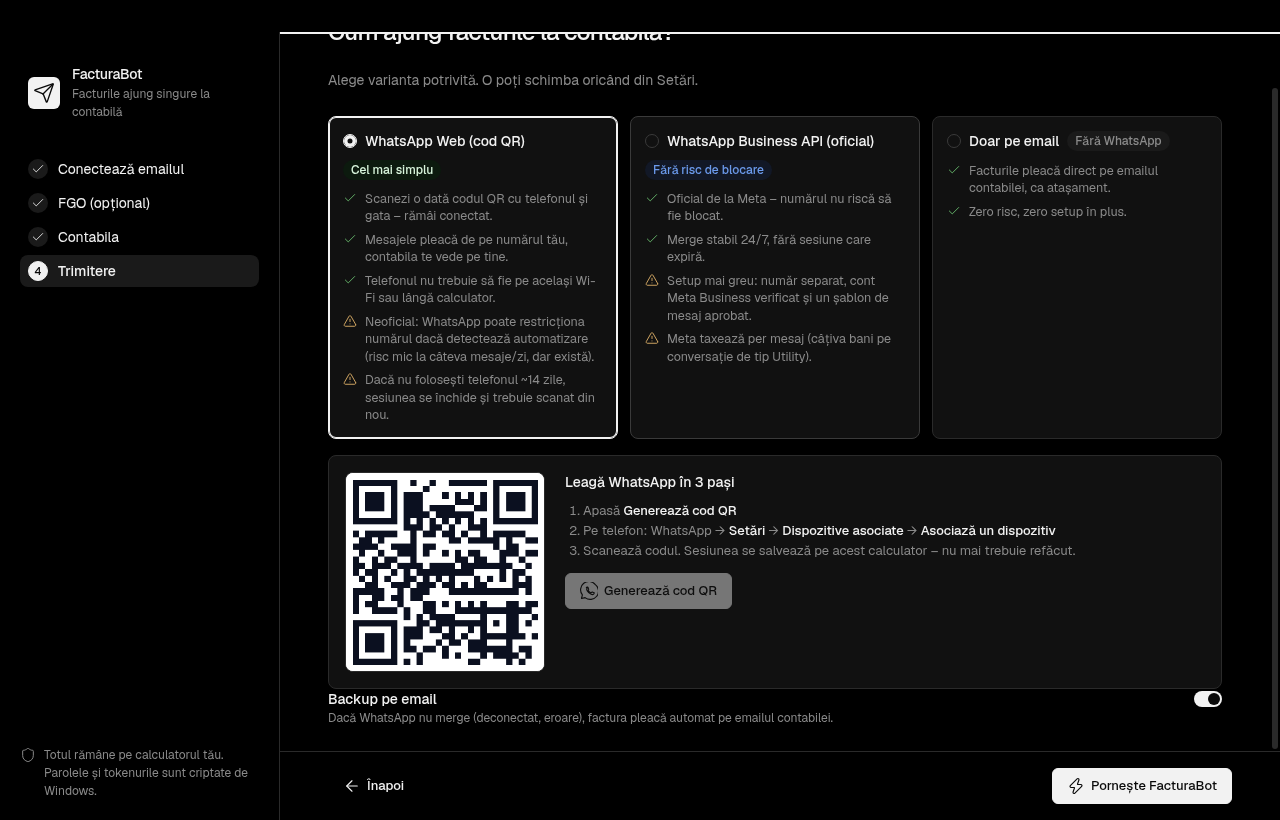 Cum ajung facturile la contabilă?
FacturaBot
Facturile ajung singure la
contabilă
Alege varianta potrivită. O poți schimba oricând din Setări.
Conectează emailul
FGO (opțional)
Contabila
4 Trimitere
WhatsApp Web (cod QR)
Cel mai simplu
Scanezi o dată codul QR cu telefonul și
gata – rămâi conectat.
Mesajele pleacă de pe numărul tău,
contabila te vede pe tine.
Telefonul nu trebuie să fie pe același Wi-
Fi sau lângă calculator.
Neoficial: WhatsApp poate restricționa
numărul dacă detectează automatizare
(risc mic la câteva mesaje/zi, dar există).
Dacă nu folosești telefonul ~14 zile,
sesiunea se închide și trebuie scanat din
nou.
WhatsApp Business API (oficial)
Fără risc de blocare
Oficial de la Meta – numărul nu riscă să
fie blocat.
Merge stabil 24/7, fără sesiune care
expiră.
Setup mai greu: număr separat, cont
Meta Business verificat și un șablon de
mesaj aprobat.
Meta taxează per mesaj (câțiva bani pe
conversație de tip Utility).
Doar pe email Fără WhatsApp
Facturile pleacă direct pe emailul
contabilei, ca atașament.
Zero risc, zero setup în plus.
Leagă WhatsApp în 3 pași
1. Apasă Generează cod QR
2. Pe telefon: WhatsApp → Setări → Dispozitive asociate → Asociază un dispozitiv
3. Scanează codul. Sesiunea se salvează pe acest calculator – nu mai trebuie refăcut.
Generează cod QR
Backup pe email
Dacă WhatsApp nu merge (deconectat, eroare), factura pleacă automat pe emailul contabilei.
Totul rămâne pe calculatorul tău.
Parolele și tokenurile sunt criptate de
Windows.
Înapoi
Pornește FacturaBot